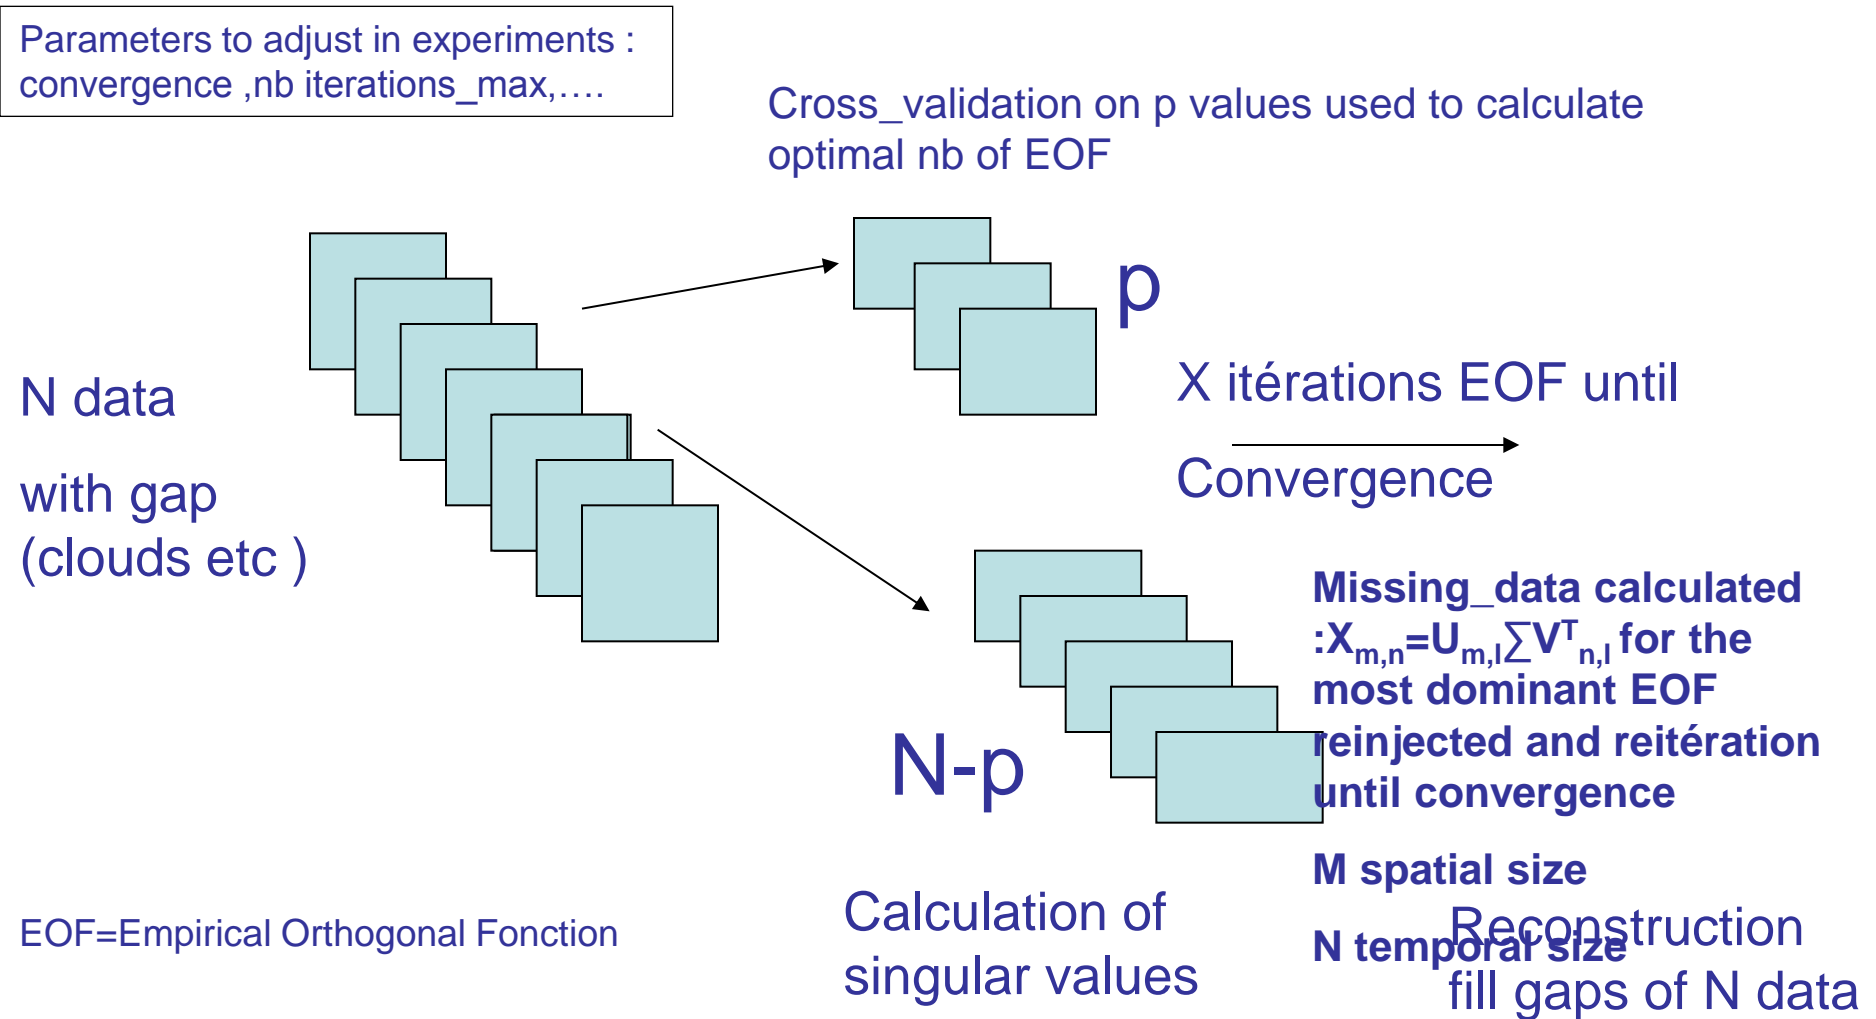 Parameters to adjust in experiments :
convergence ,nb iterations_max,….
Cross_validation on p values used to calculate
optimal nb of EOF
p
N data
with gap
(clouds etc )
X itérations EOF until
Convergence
Missing_data calculated
:Xm,n=Um,l∑VTn,l for the
most dominant EOF
reinjected and reitération
until convergence
N-p
M spatial size
N temporal size
Calculation of
singular values
Reconstruction
fill gaps of N data
EOF=Empirical Orthogonal Fonction